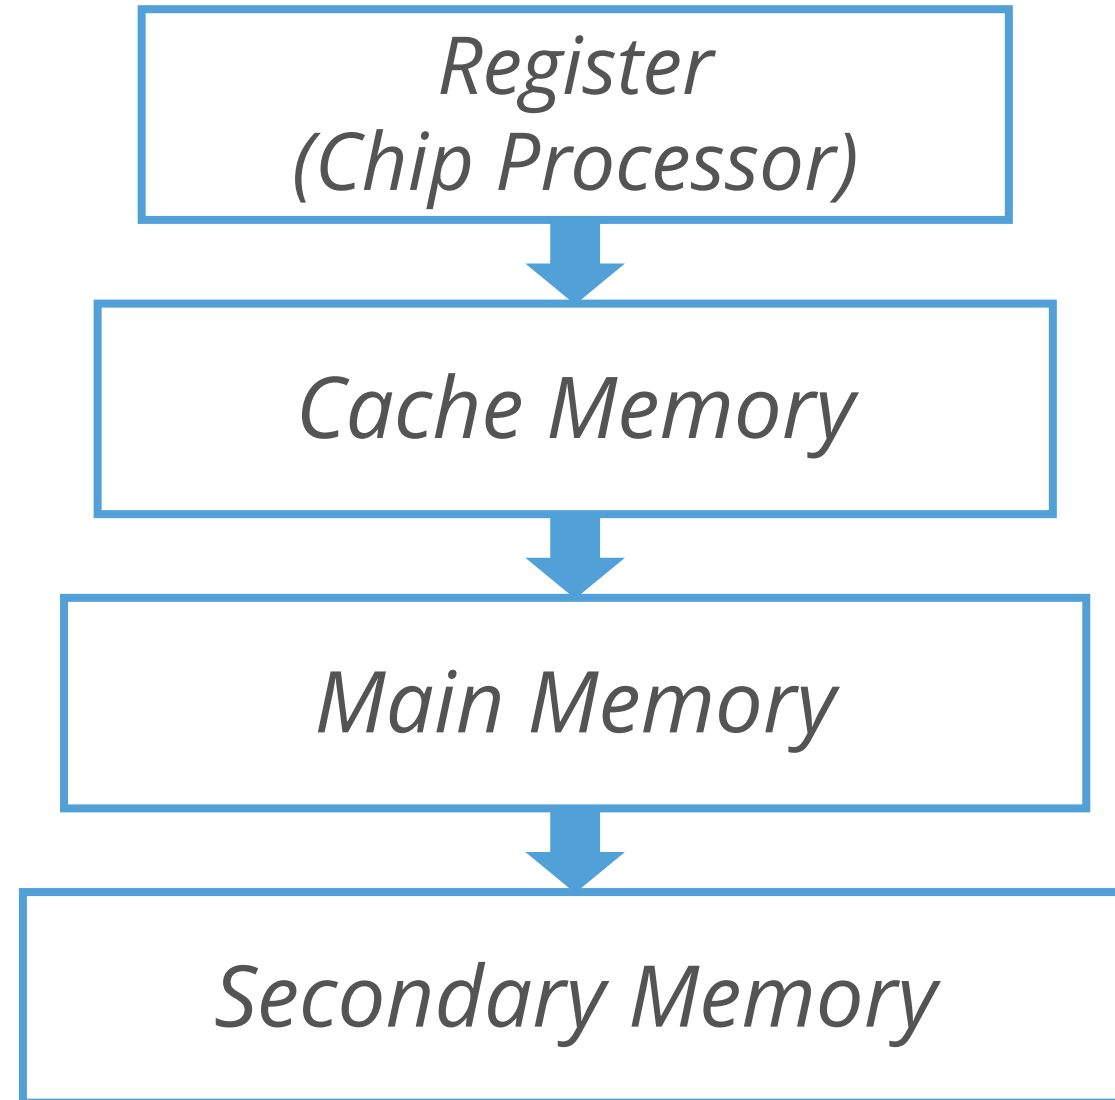 Register
(Chip Processor)
Cache Memory
Main Memory
Secondary Memory